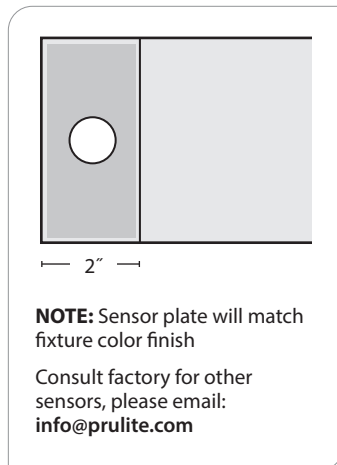 2˝
NOTE: Sensor plate will match
fixture color finish
Consult factory for other
sensors, please email:
info@prulite.com